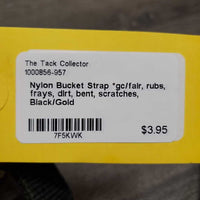 The Tack Collector
1000856-957
Nylon Bucket Strap *gc/fair, rubs,
frays, dirt, bent, scratches,
Black/Gold
$3.95
7F5KWK